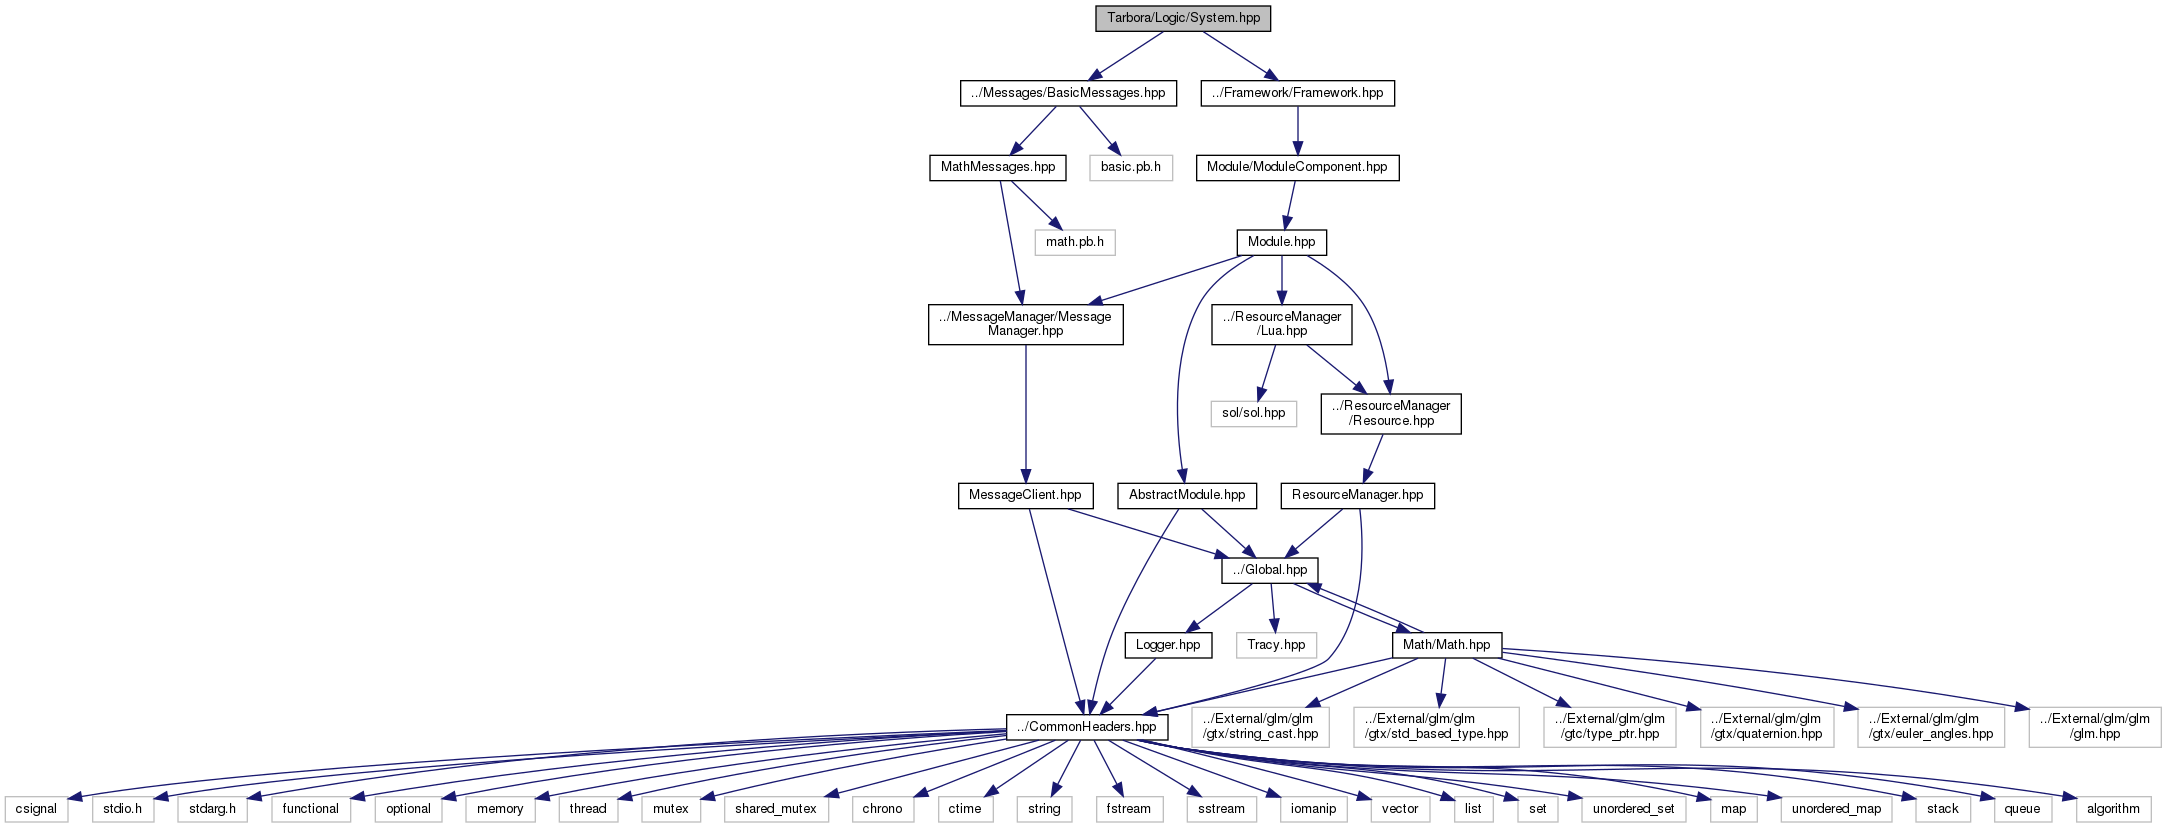 Tarbora/Logic/System.hpp
../Messages/BasicMessages.hpp
../Framework/Framework.hpp
MathMessages.hpp
basic.pb.h
Module/ModuleComponent.hpp
math.pb.h
Module.hpp
../MessageManager/Message
Manager.hpp
../ResourceManager
/Lua.hpp
sol/sol.hpp
../ResourceManager
/Resource.hpp
MessageClient.hpp
AbstractModule.hpp
ResourceManager.hpp
../Global.hpp
Logger.hpp
Tracy.hpp
Math/Math.hpp
../CommonHeaders.hpp
../External/glm/glm
/gtx/string_cast.hpp
../External/glm/glm
/gtx/std_based_type.hpp
../External/glm/glm
/gtc/type_ptr.hpp
../External/glm/glm
/gtx/quaternion.hpp
../External/glm/glm
/gtx/euler_angles.hpp
../External/glm/glm
/glm.hpp
csignal
stdio.h
stdarg.h
functional
optional
memory
thread
mutex
shared_mutex
chrono
ctime
string
fstream
sstream
iomanip
vector
list
set
unordered_set
map
unordered_map
stack
queue
algorithm